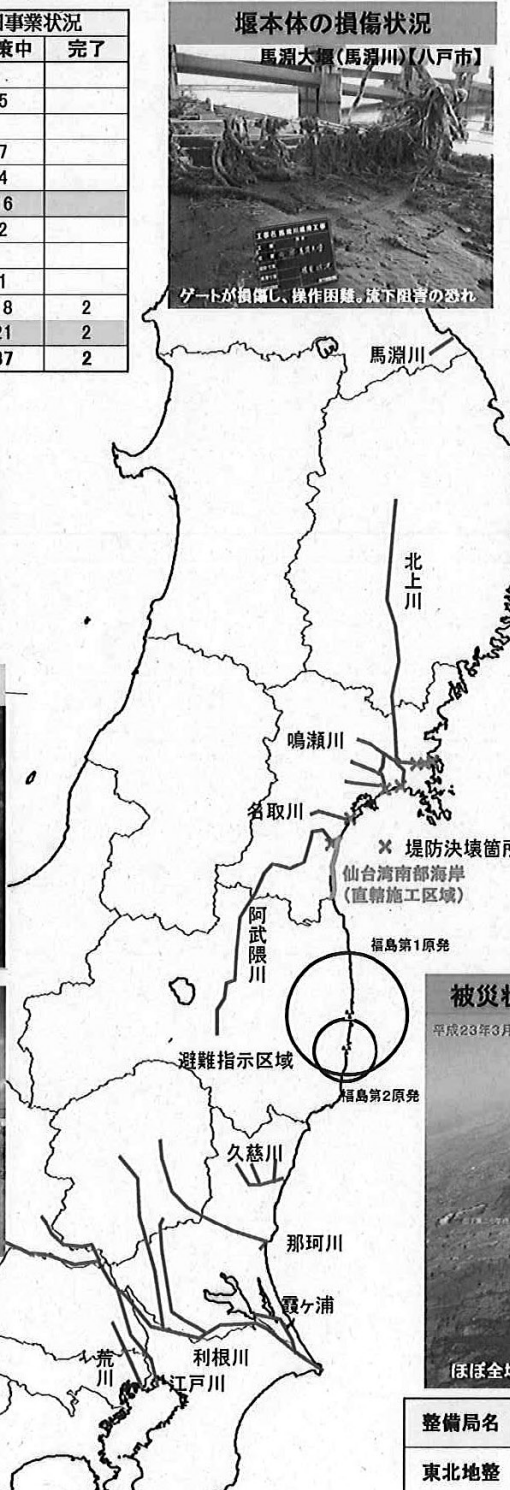 事業状況
策中 完了
5
7
4
6
2
1
8 2
21 2
37 2
堰本体の損傷状況
馬淵大堰(馬淵川)【八戸市】
ゲートが損傷し、操作困難。流下阻害の恐れ
馬淵川
北上川
鳴瀬川
名取川
× 堤防決壊箇所
仙台湾南部海岸
(直轄施工区域)
阿武隈川
福島第1原発
避難指示区域
福島第2原発
久慈川
那珂川
霞ヶ浦
利根川
荒川
江戸川
被災状
平成23年3月
ほぼ全域
整備局名
東北地整